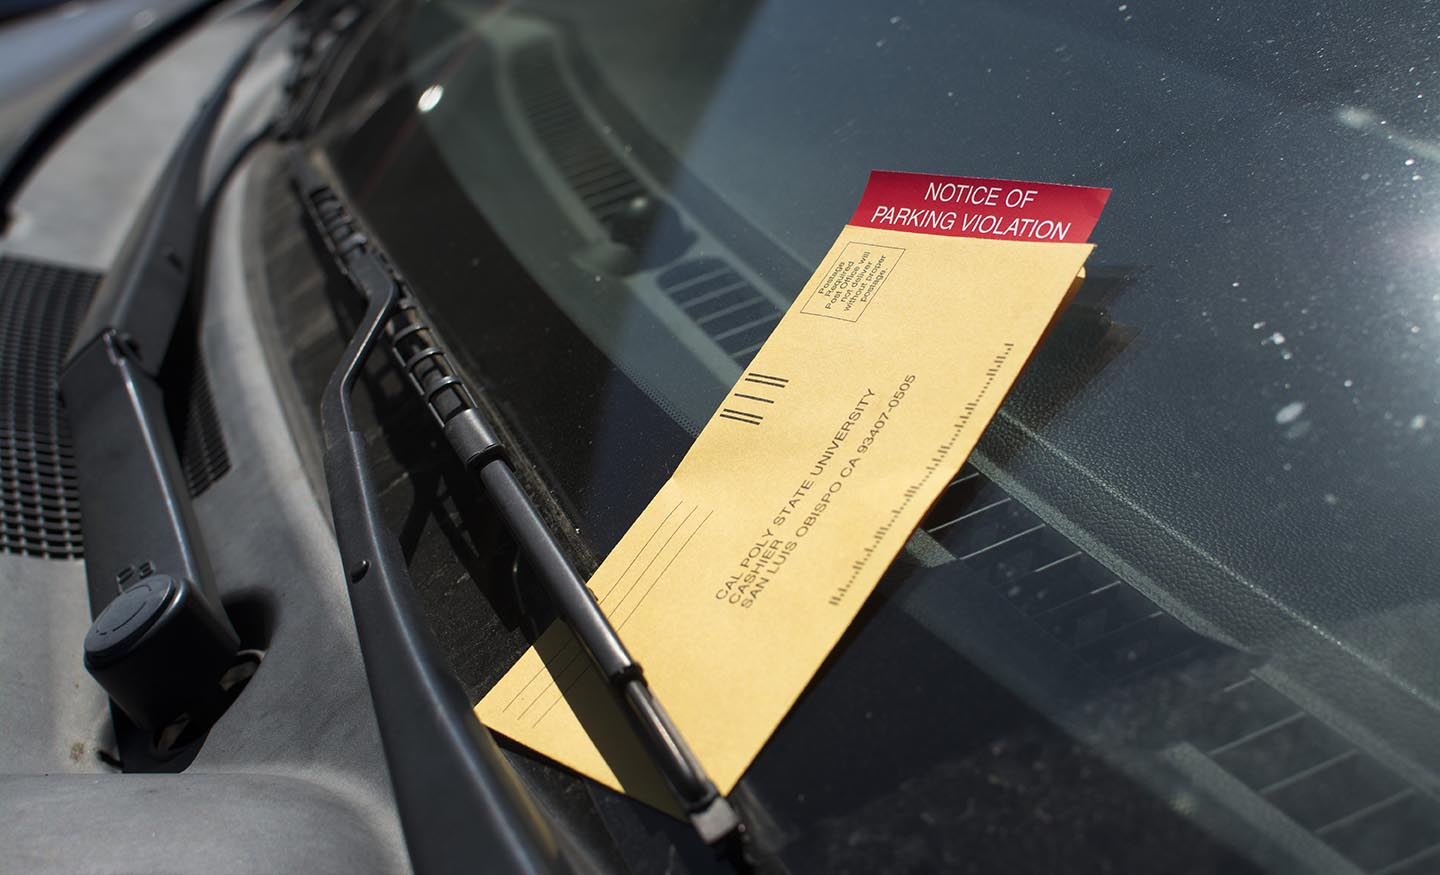 NOTICE OF
PARKING VIOLATION
Postage
Required
Post Office will
not deliver
without proper
postage.
CAL POLY STATE UNIVERSITY
CASHIER
SAN LUIS OBISPO CA 93407-0505